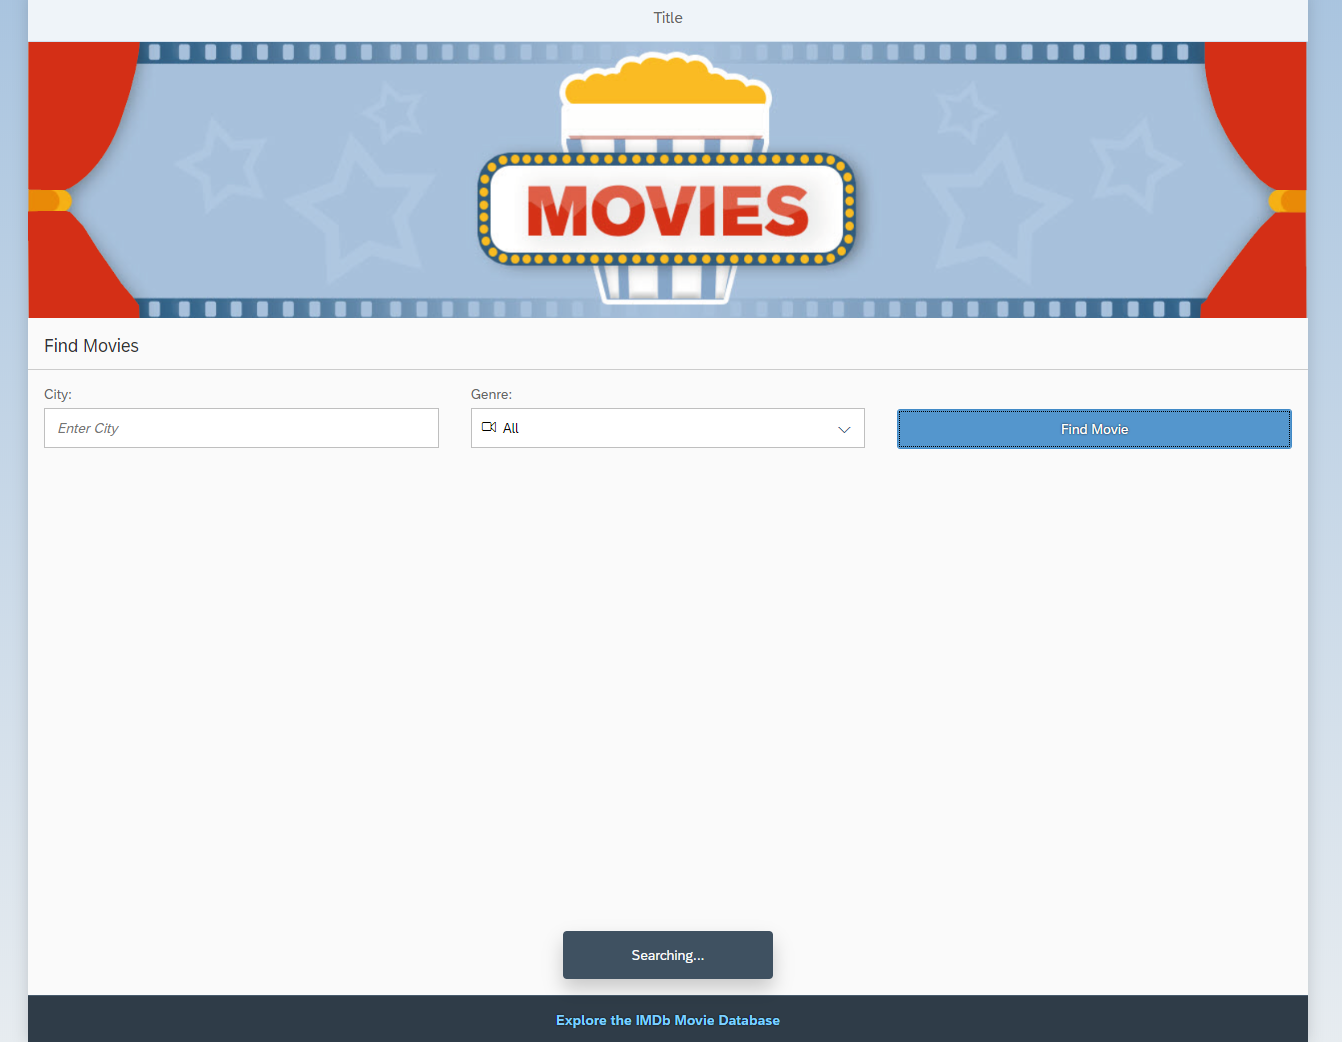 Title
MOVIES
Find Movies
City:
Genre:
Enter City
All
Find Movie
Searching...
Explore the IMDb Movie Database